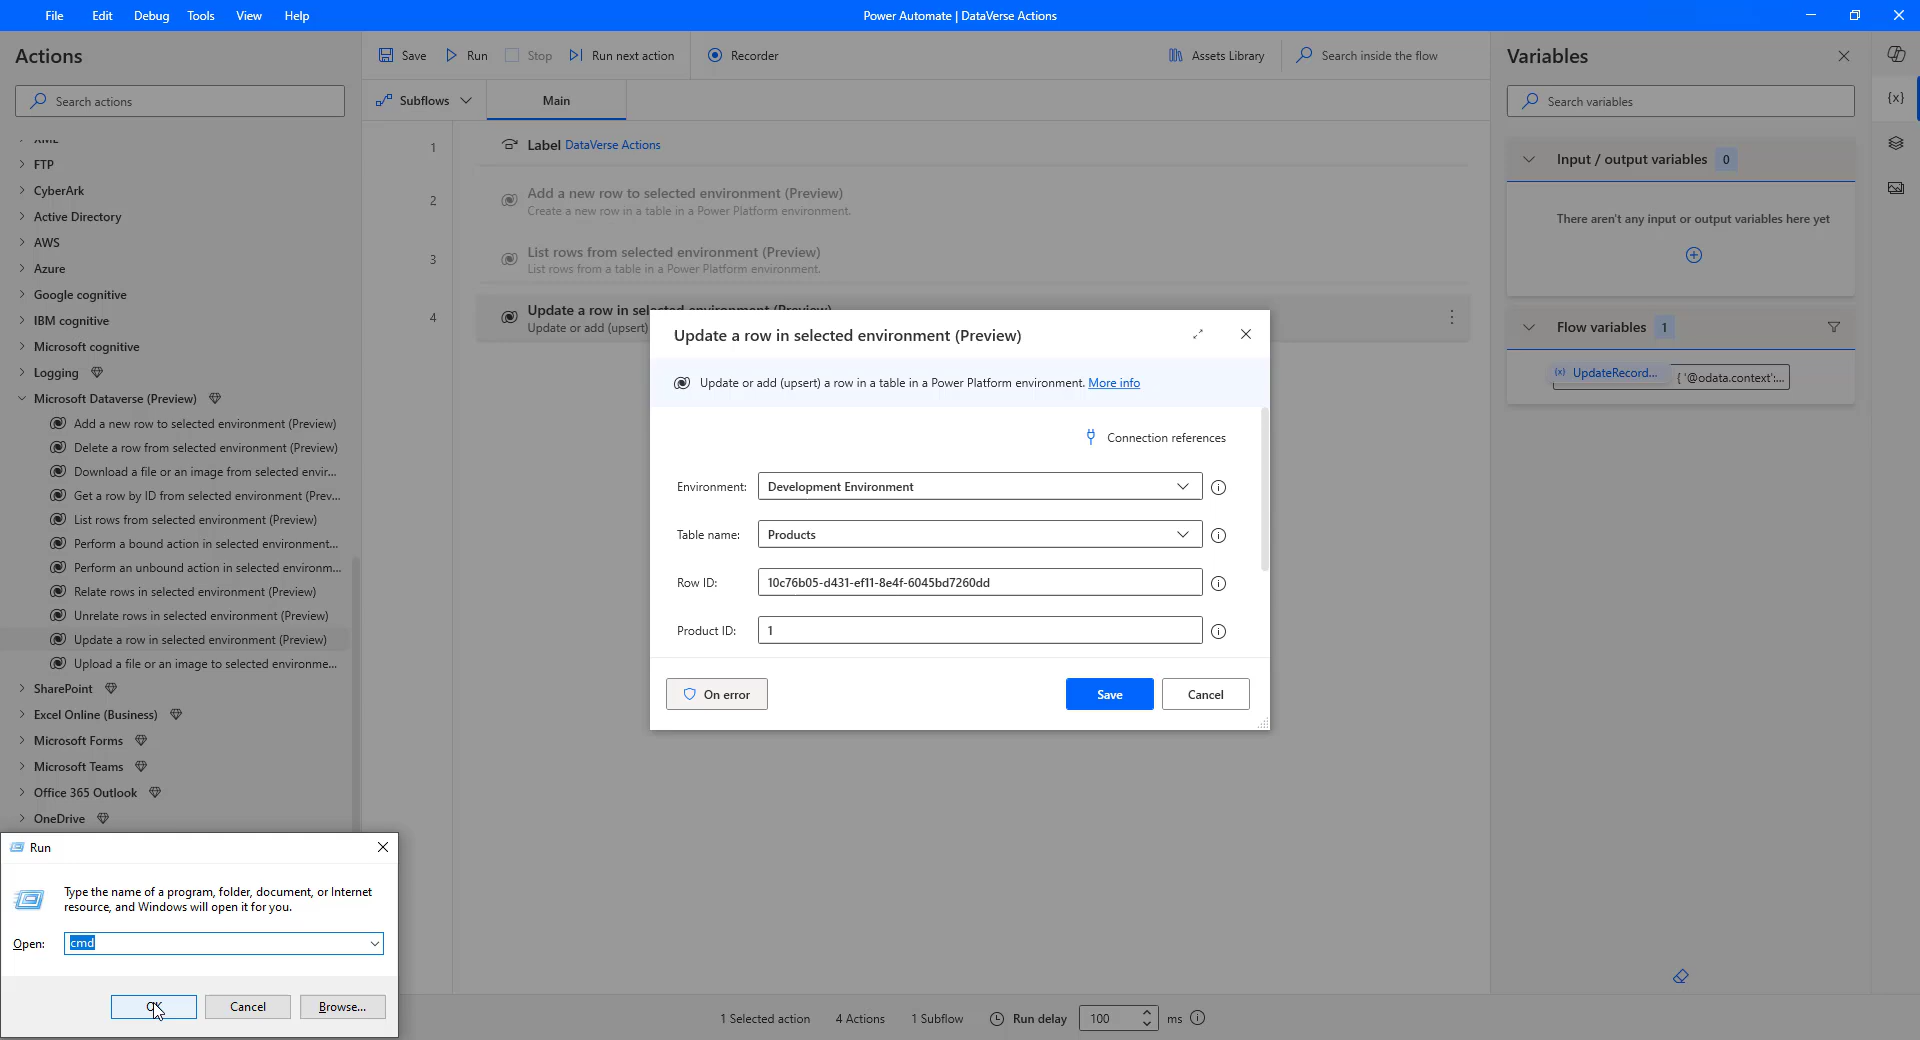 File Edit Debug Tools View Help
Power Automate | DataVerse Actions
Actions
Search actions
FTP
CyberArk
Active Directory
AWS
Azure
Google cognitive
IBM cognitive
Microsoft cognitive
Logging
Microsoft Dataverse (Preview)
Add a new row to selected environment (Preview)
Delete a row from selected environment (Preview)
Download a file or an image from selected envir...
Get a row by ID from selected environment (Prev...
List rows from selected environment (Preview)
Perform a bound action in selected environment...
Perform an unbound action in selected environm...
Relate rows in selected environment (Preview)
Unrelate rows in selected environment (Preview)
Update a row in selected environment (Preview)
Upload a file or an image to selected environme...
SharePoint
Excel Online (Business)
Microsoft Forms
Microsoft Teams
Office 365 Outlook
OneDrive
Save Run Stop Run next action Recorder
Assets Library Search inside the flow
Subflows Main
1 Label DataVerse Actions
2 Add a new row to selected environment (Preview)
Create a new row in a table in a Power Platform environment.
3 List rows from selected environment (Preview)
List rows from a table in a Power Platform environment.
4 Update a row in selected environment (Preview)
Update or add (upsert)
Update a row in selected environment (Preview)
Update or add (upsert) a row in a table in a Power Platform environment. More info
Connection references
Environment: Development Environment
Table name: Products
Row ID: 10c76b05-d431-ef11-8e4f-6045bd7260dd
Product ID: 1
On error Save Cancel
Variables
Search variables
{x}
Input / output variables 0
There aren't any input or output variables here yet
Flow variables 1
(x) UpdateRecord... { '@odata.context':...
Run
Type the name of a program, folder, document, or Internet
resource, and Windows will open it for you.
Open: cmd
OK Cancel Browse...
1 Selected action 4 Actions 1 Subflow Run delay 100 ms